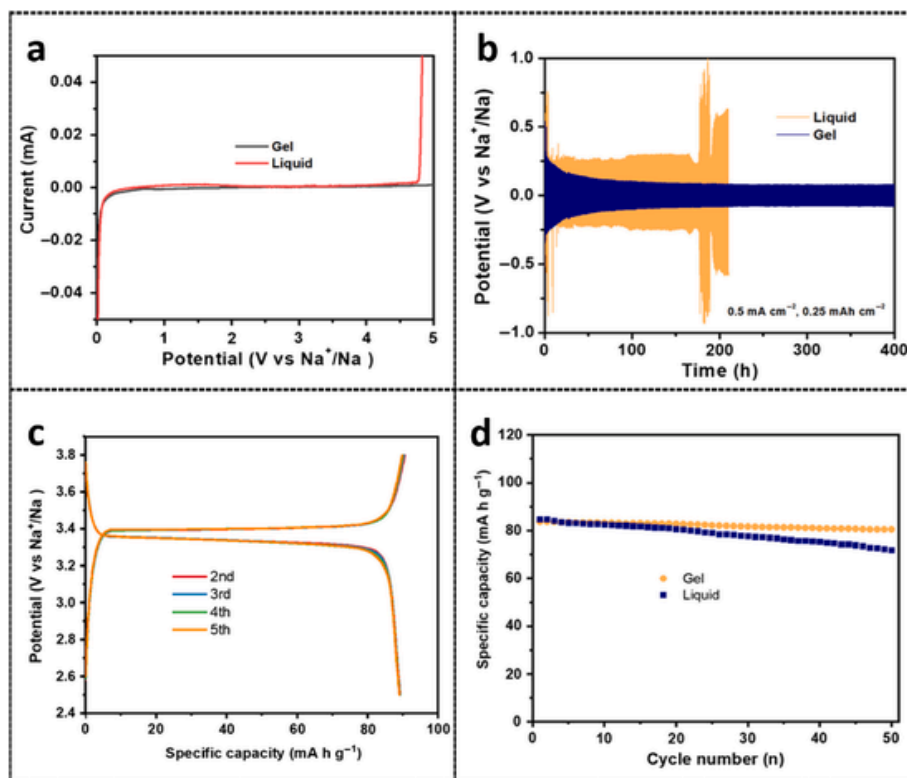 a
Current (mA)
0.04
0.02
0.00
−0.02
−0.04
Gel
Liquid
0
1
2
3
4
5
Potential (V vs Na⁺/Na )
b
Potential (V vs Na⁺/Na)
1.0
0.5
0.0
−0.5
−1.0
Liquid
Gel
0.5 mA cm⁻², 0.25 mAh cm⁻²
0
100
200
300
400
Time (h)
c
Potential (V vs Na⁺/Na )
3.8
3.6
3.4
3.2
3.0
2.8
2.6
2.4
2nd
3rd
4th
5th
0
20
40
60
80
100
Specific capacity (mA h g⁻¹)
d
Specific capacity (mA h g⁻¹)
120
100
80
60
40
20
0
Gel
Liquid
0
10
20
30
40
50
Cycle number (n)